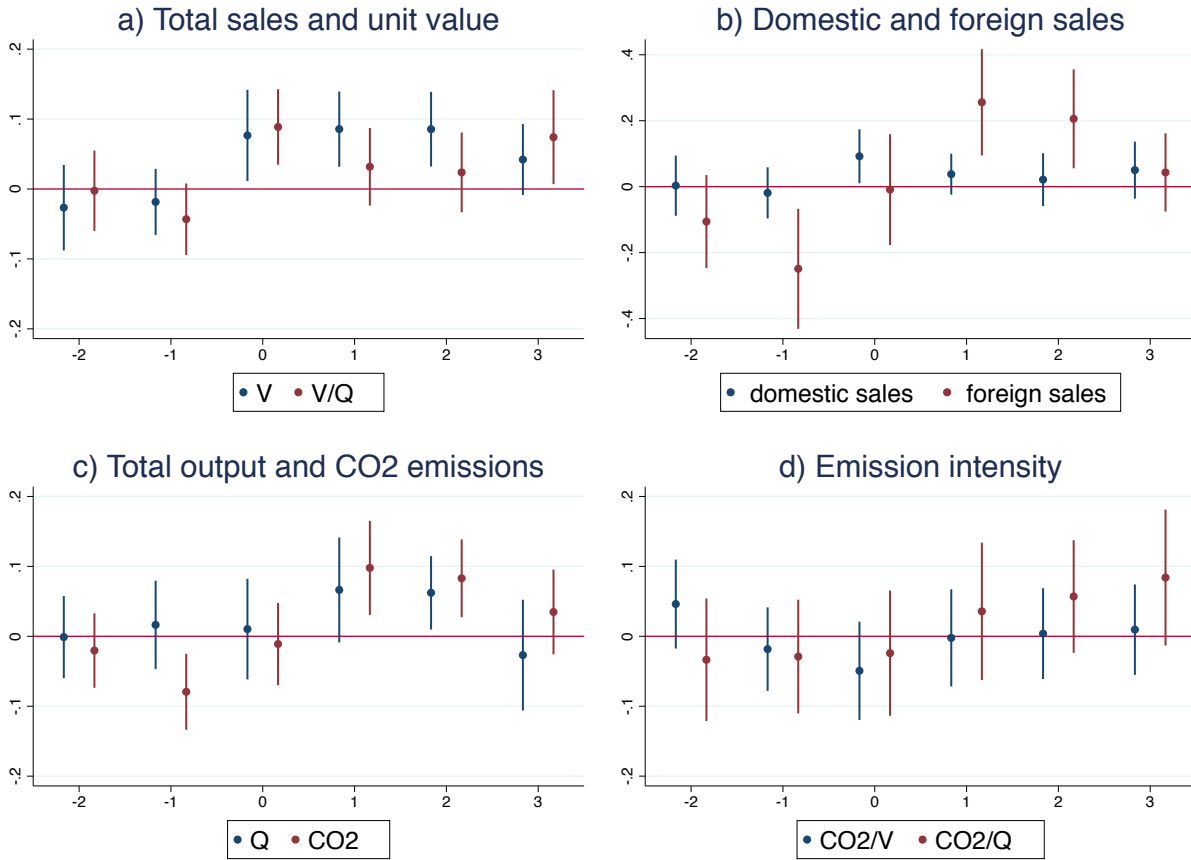 a) Total sales and unit value
.2
.1
0
-.1
-.2
-2 -1 0 1 2 3
V V/Q
b) Domestic and foreign sales
.4
.2
0
-.2
-.4
-2 -1 0 1 2 3
domestic sales foreign sales
c) Total output and CO2 emissions
.2
.1
0
-.1
-.2
-2 -1 0 1 2 3
Q CO2
d) Emission intensity
.2
.1
0
-.1
-.2
-2 -1 0 1 2 3
CO2/V CO2/Q